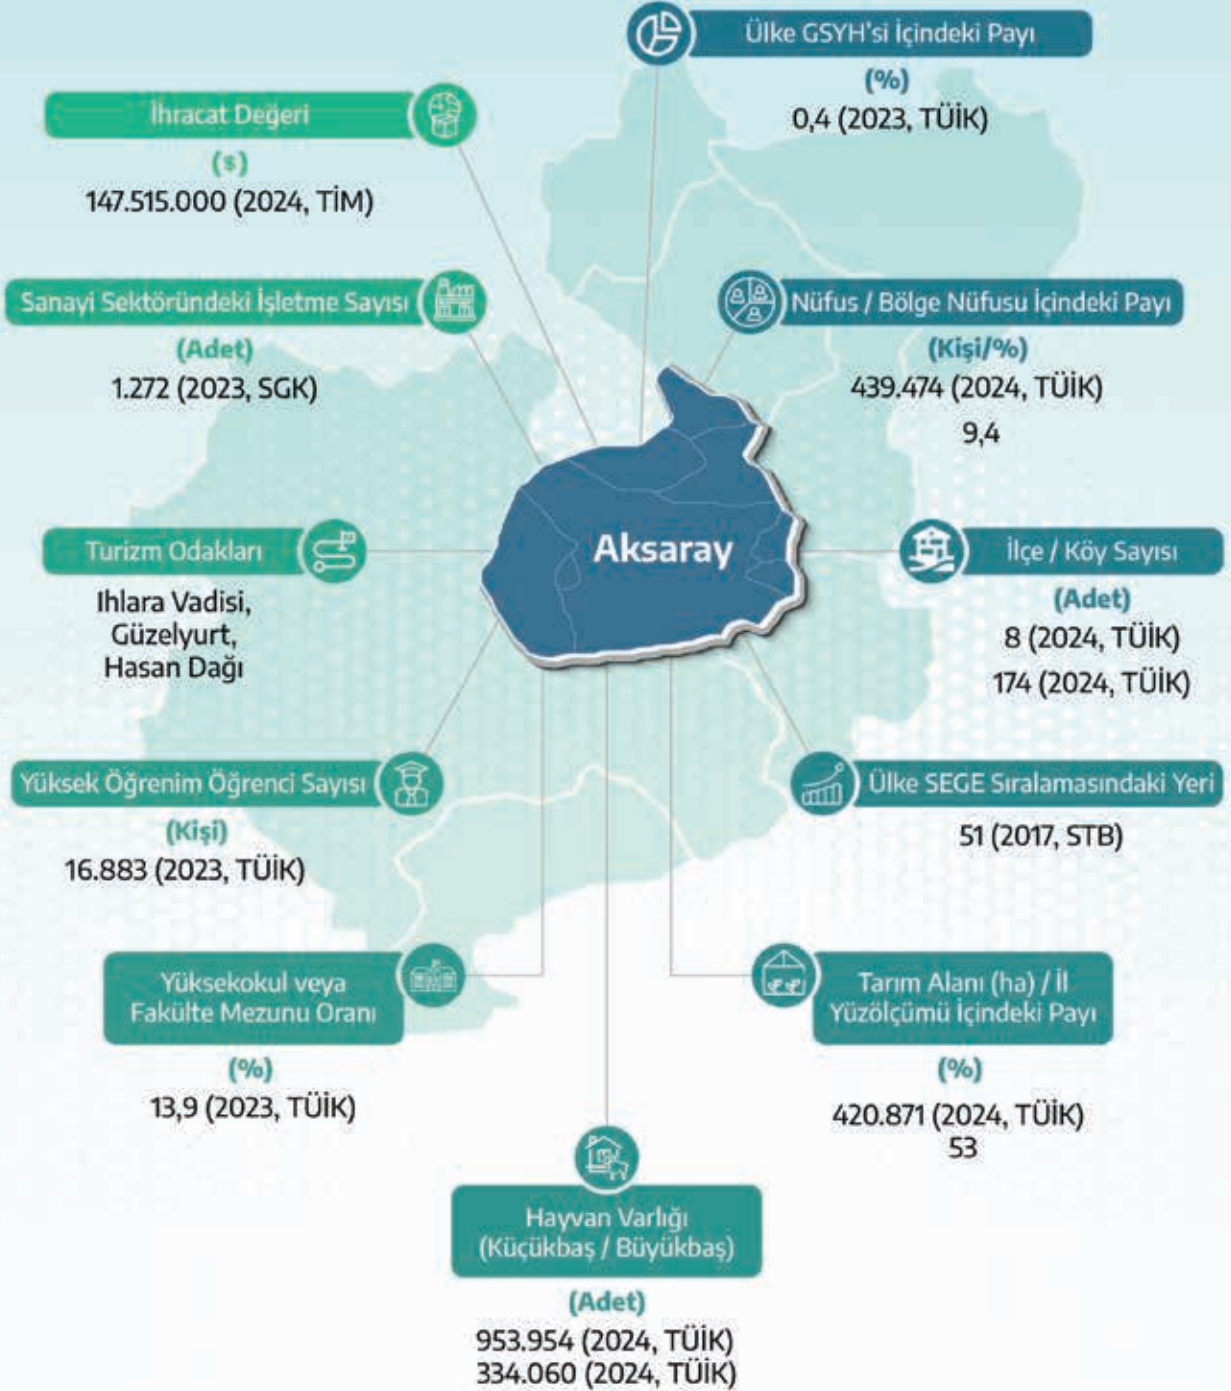 Ülke GSYH'si İçindeki Payı
(%)
0,4 (2023, TÜİK)
İhracat Değeri
($)
147.515.000 (2024, TİM)
Sanayi Sektöründeki İşletme Sayısı
(Adet)
1.272 (2023, SGK)
Nüfus / Bölge Nüfusu İçindeki Payı
(Kişi/%)
439.474 (2024, TÜİK)
9,4
Aksaray
Turizm Odakları
Ihlara Vadisi,
Güzelyurt,
Hasan Dağı
İlçe / Köy Sayısı
(Adet)
8 (2024, TÜİK)
174 (2024, TÜİK)
Yüksek Öğrenim Öğrenci Sayısı
(Kişi)
16.883 (2023, TÜİK)
Ülke SEGE Sıralamasındaki Yeri
51 (2017, STB)
Yüksekokul veya
Fakülte Mezunu Oranı
(%)
13,9 (2023, TÜİK)
Tarım Alanı (ha) / İl
Yüzölçümü İçindeki Payı
(%)
420.871 (2024, TÜİK)
53
Hayvan Varlığı
(Küçükbaş / Büyükbaş)
(Adet)
953.954 (2024, TÜİK)
334.060 (2024, TÜİK)